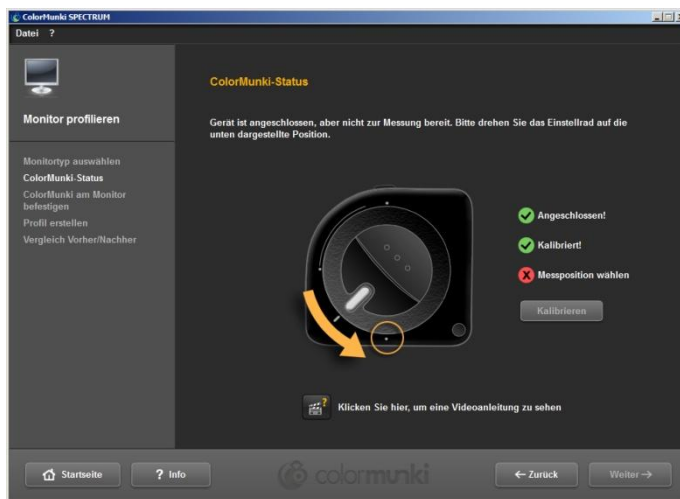 ColorMunki SPECTRUM
Datei ?
Monitor profilieren
Monitortyp auswählen
ColorMunki-Status
ColorMunki am Monitor
befestigen
Profil erstellen
Vergleich Vorher/Nachher
ColorMunki-Status
Gerät ist angeschlossen, aber nicht zur Messung bereit. Bitte drehen Sie das Einstellrad auf die
unten dargestellte Position.
Angeschlossen!
Kalibriert!
Messposition wählen
Kalibrieren
?
Klicken Sie hier, um eine Videoanleitung zu sehen
Startseite
? Info
colormunki
← Zurück
Weiter →